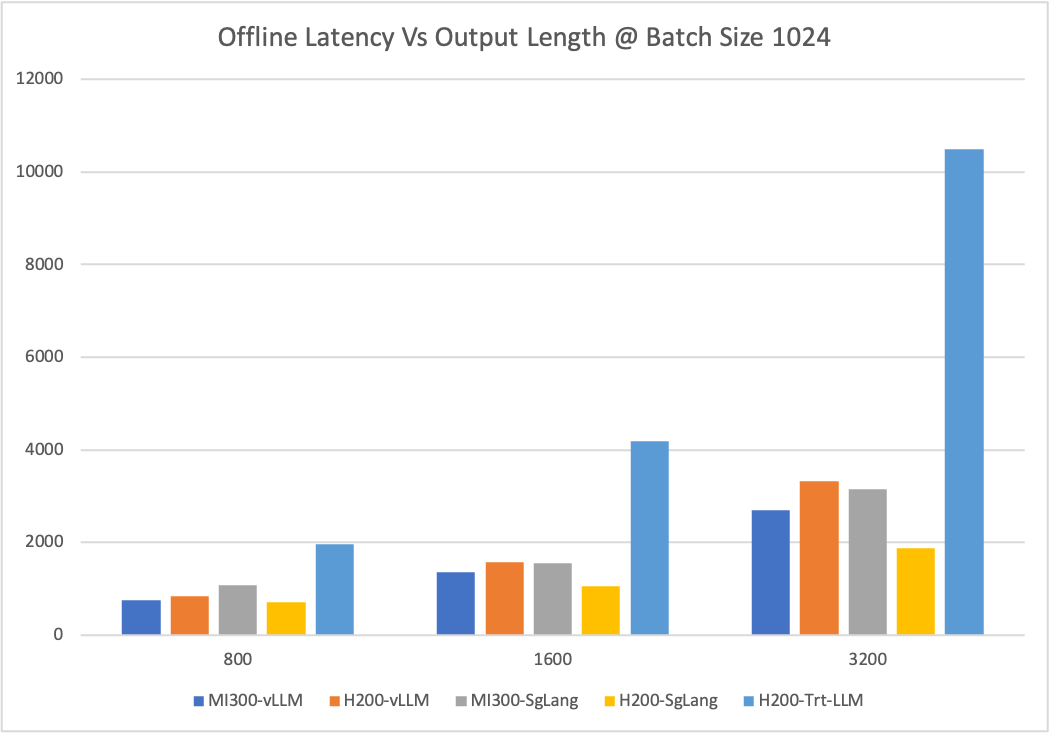 Offline Latency Vs Output Length @ Batch Size 1024
12000
10000
8000
6000
4000
2000
0
800 1600 3200
MI300-vLLM H200-vLLM MI300-SgLang H200-SgLang H200-Trt-LLM